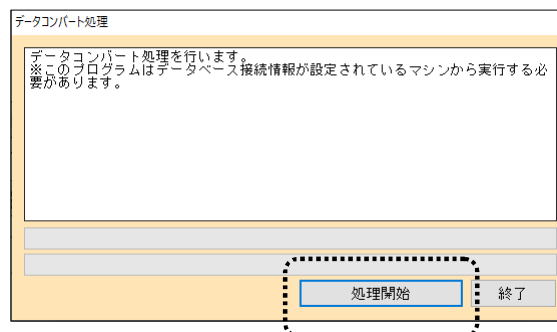 データコンバート処理
データコンバート処理を行います。
※このプログラムはデータベース接続情報が設定されているマシンから実行する必
要があります。
処理開始
終了